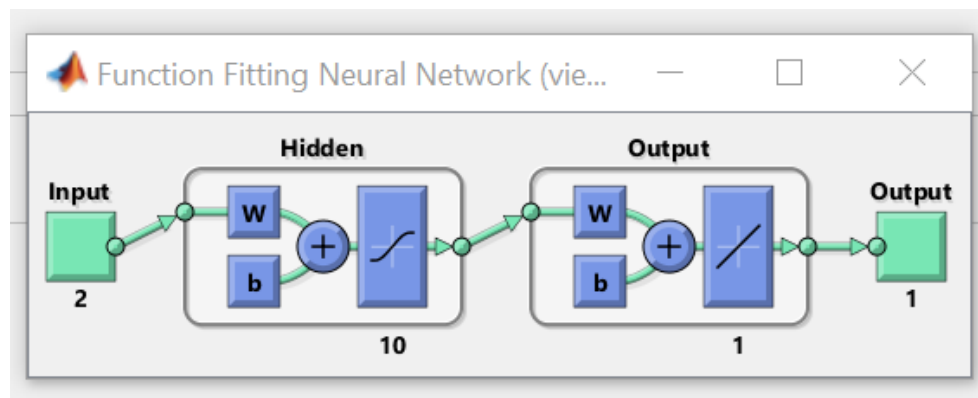 Function Fitting Neural Network (vie...
Hidden
Output
Input
Output
W
W
b
b
2
1
10
1